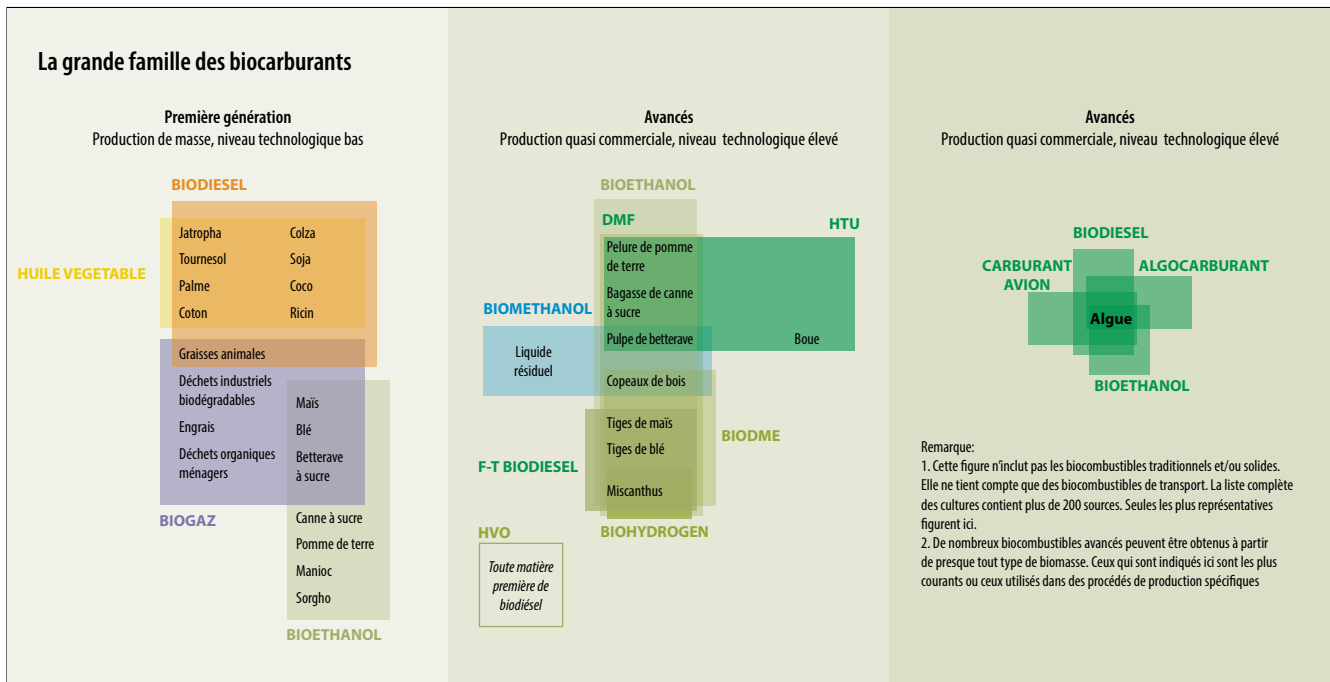 La grande famille des biocarburants
Première génération
Production de masse, niveau technologique bas
BIODIESEL
HUILE VEGETABLE
Jatropha
Colza
Tournesol
Soja
Palme
Coco
Coton
Ricin
Graisses animales
Déchets industriels
biodégradables
Engrais
Déchets organiques
ménagers
BIOGAZ
Maïs
Blé
Betterave
à sucre
Canne à sucre
Pomme de terre
Manioc
Sorgho
BIOETHANOL
Avancés
Production quasi commerciale, niveau technologique élevé
BIOETHANOL
DMF
HTU
Pelure de pomme
de terre
Bagasse de canne
à sucre
BIOMETHANOL
Pulpe de betterave
Boue
Liquide
résiduel
Copeaux de bois
Tiges de maïs
BIODME
Tiges de blé
F-T BIODIESEL
Miscanthus
BIOHYDROGEN
HVO
Toute matière
première de
biodiésel
Avancés
Production quasi commerciale, niveau technologique élevé
BIODIESEL
CARBURANT
AVION
ALGOCARBURANT
Algue
BIOETHANOL
Remarque:
1. Cette figure n'inclut pas les biocombustibles traditionnels et/ou solides.
Elle ne tient compte que des biocombustibles de transport. La liste complète
des cultures contient plus de 200 sources. Seules les plus représentatives
figurent ici.
2. De nombreux biocombustibles avancés peuvent être obtenus à partir
de presque tout type de biomasse. Ceux qui sont indiqués ici sont les plus
courants ou ceux utilisés dans des procédés de production spécifiques